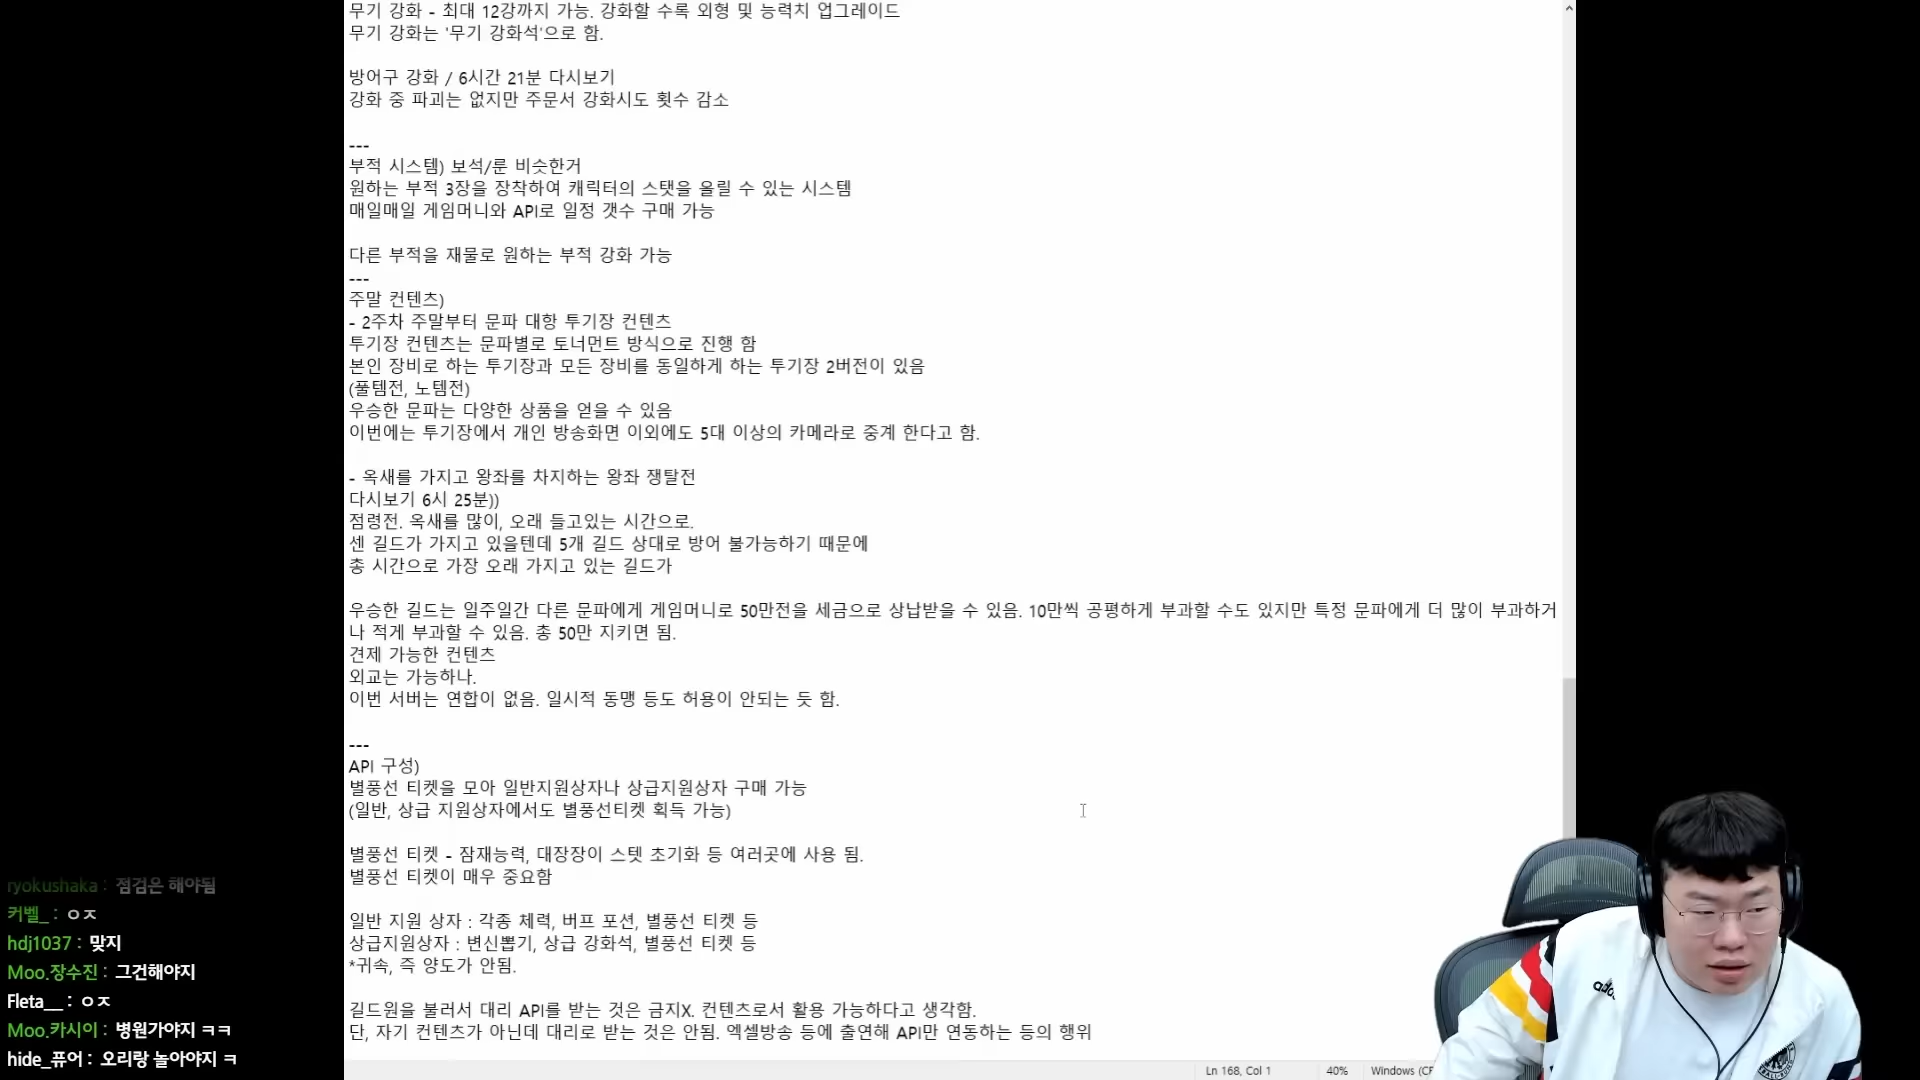 무기 강화 - 최대 12강까지 가능. 강화할 수록 외형 및 능력치 업그레이드
무기 강화는 '무기 강화석'으로 함.
방어구 강화 / 6시간 21분 다시보기
강화 중 파괴는 없지만 주문서 강화시도 횟수 감소
---
부적 시스템) 보석/룬 비슷한거
원하는 부적 3장을 장착하여 캐릭터의 스탯을 올릴 수 있는 시스템
매일매일 게임머니와 API로 일정 갯수 구매 가능
다른 부적을 재물로 원하는 부적 강화 가능
---
주말 컨텐츠)
- 2주차 주말부터 문파 대항 투기장 컨텐츠
투기장 컨텐츠는 문파별로 토너먼트 방식으로 진행 함
본인 장비로 하는 투기장과 모든 장비를 동일하게 하는 투기장 2버전이 있음
(풀템전, 노템전)
우승한 문파는 다양한 상품을 얻을 수 있음
이번에는 투기장에서 개인 방송화면 이외에도 5대 이상의 카메라로 중계 한다고 함.
- 옥새를 가지고 왕좌를 차지하는 왕좌 쟁탈전
다시보기 6시 25분))
점령전. 옥새를 많이, 오래 들고있는 시간으로.
센 길드가 가지고 있을텐데 5개 길드 상대로 방어 불가능하기 때문에
총 시간으로 가장 오래 가지고 있는 길드가
우승한 길드는 일주일간 다른 문파에게 게임머니로 50만전을 세금으로 상납받을 수 있음. 10만씩 공평하게 부과할 수도 있지만 특정 문파에게 더 많이 부과하거
나 적게 부과할 수 있음. 총 50만 지키면 됨.
견제 가능한 컨텐츠
외교는 가능하나.
이번 서버는 연합이 없음. 일시적 동맹 등도 허용이 안되는 듯 함.
---
API 구성)
별풍선 티켓을 모아 일반지원상자나 상급지원상자 구매 가능
(일반, 상급 지원상자에서도 별풍선티켓 획득 가능)
별풍선 티켓 - 잠재능력, 대장장이 스텟 초기화 등 여러곳에 사용 됨.
별풍선 티켓이 매우 중요함
일반 지원 상자 : 각종 체력, 버프 포션, 별풍선 티켓 등
상급지원상자 : 변신뽑기, 상급 강화석, 별풍선 티켓 등
*귀속, 즉 양도가 안됨.
길드원을 불러서 대리 API를 받는 것은 금지X. 컨텐츠로서 활용 가능하다고 생각함.
단, 자기 컨텐츠가 아닌데 대리로 받는 것은 안됨. 엑셀방송 등에 출연해 API만 연동하는 등의 행위
Ln 168, Col 1 40% Windows (CR
ryokushaka : 점검은 해야됨
커벨_ : ㅇㅈ
hdj1037 : 맞지
Moo.장수진 : 그건해야지
Fleta__ : ㅇㅈ
Moo.카시이 : 병원가야지 ㅋㅋ
hide_퓨어 : 오리랑 놀아야지 ㅋ